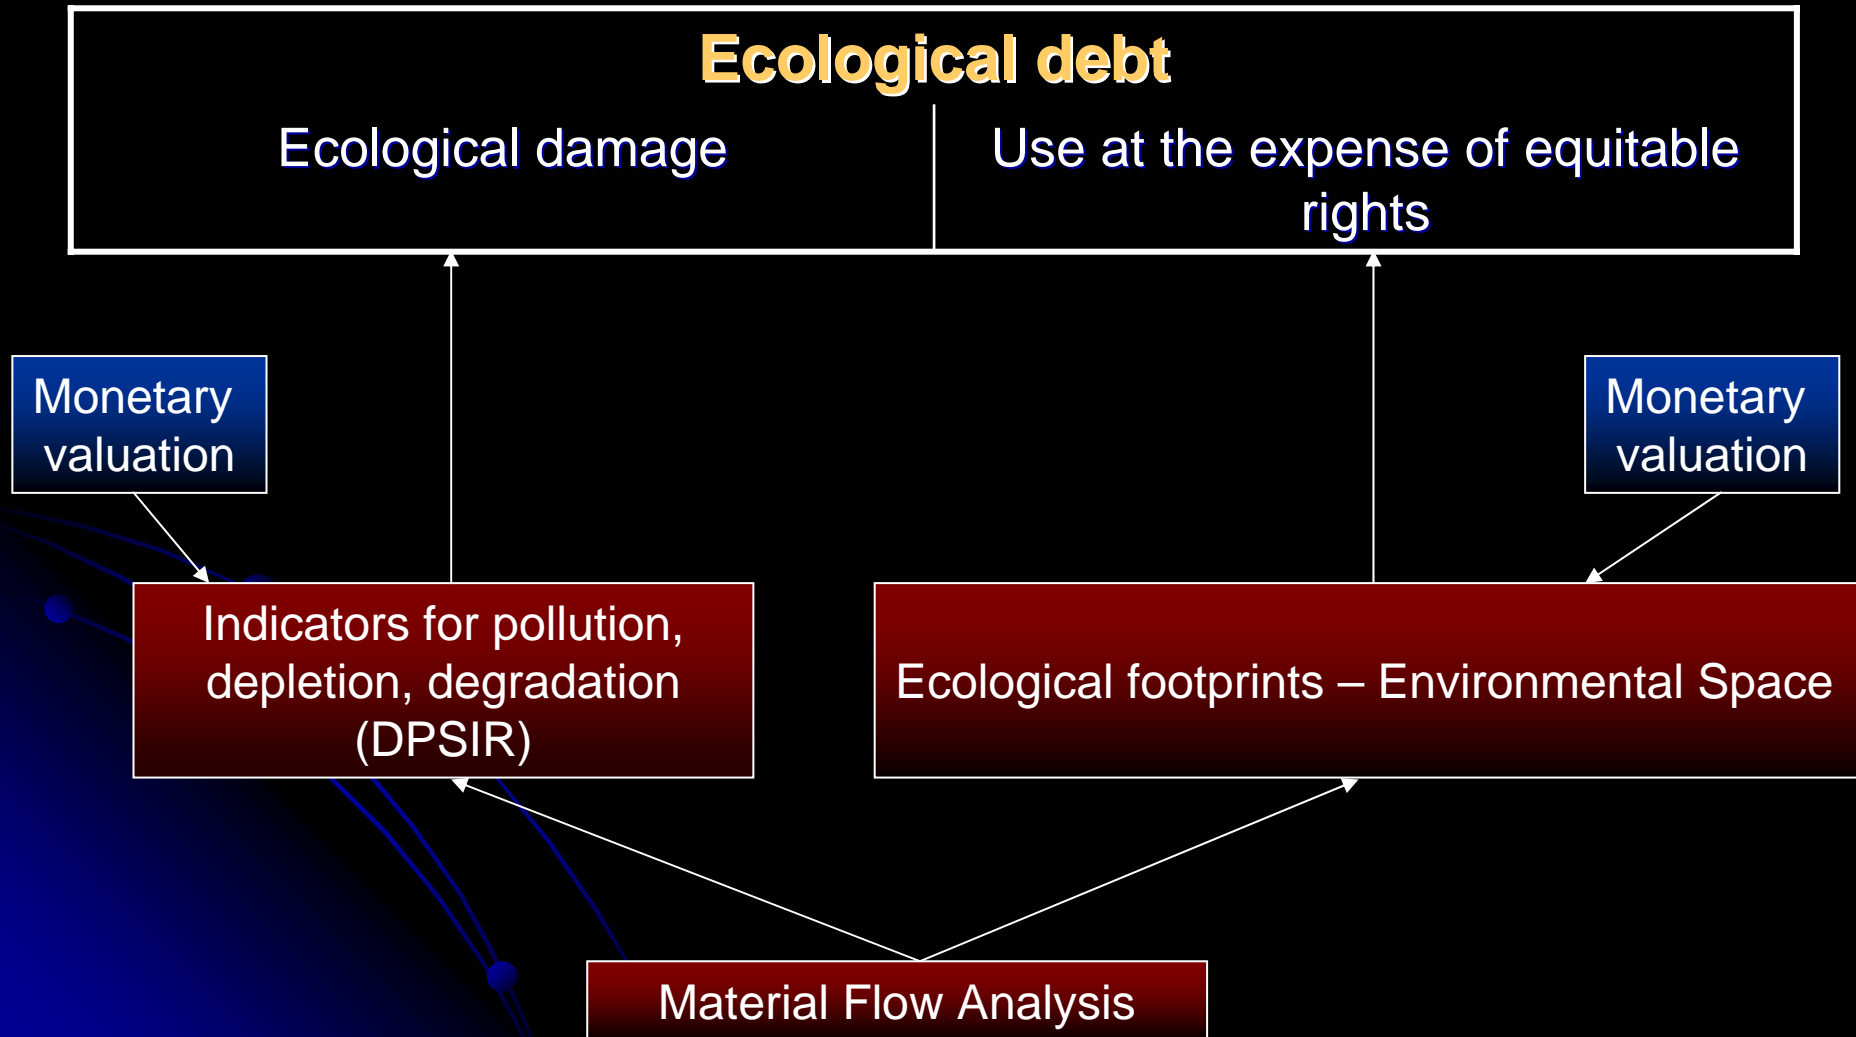 Ecological debt
Ecological damage
Use at the expense of equitable
rights
Monetary
valuation
Monetary
valuation
Indicators for pollution,
depletion, degradation
(DPSIR)
Ecological footprints – Environmental Space
Material Flow Analysis